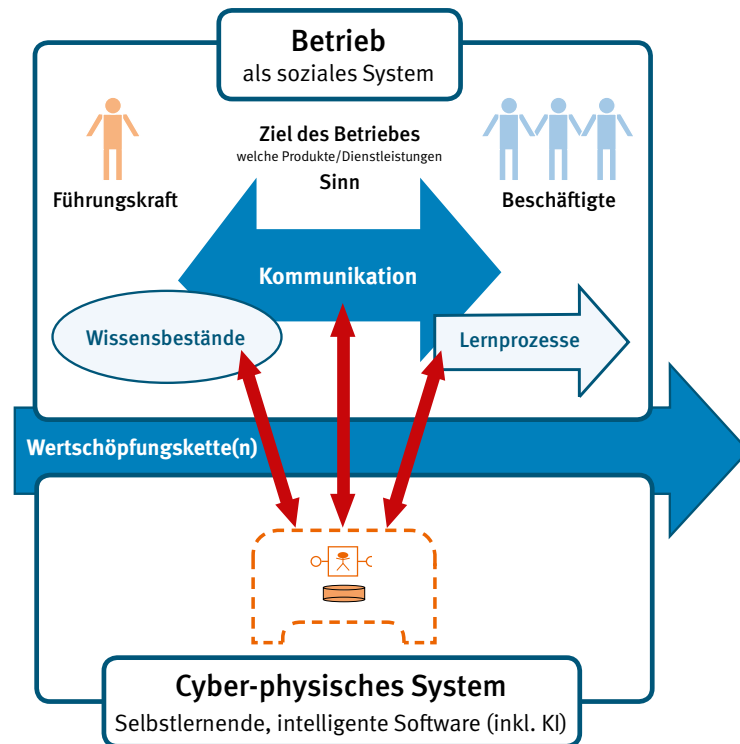 Betrieb
als soziales System
Ziel des Betriebes
welche Produkte/Dienstleistungen
Sinn
Führungskraft
Beschäftigte
Kommunikation
Wissensbestände
Lernprozesse
Wertschöpfungskette(n)
Cyber-physisches System
Selbstlernende, intelligente Software (inkl. KI)